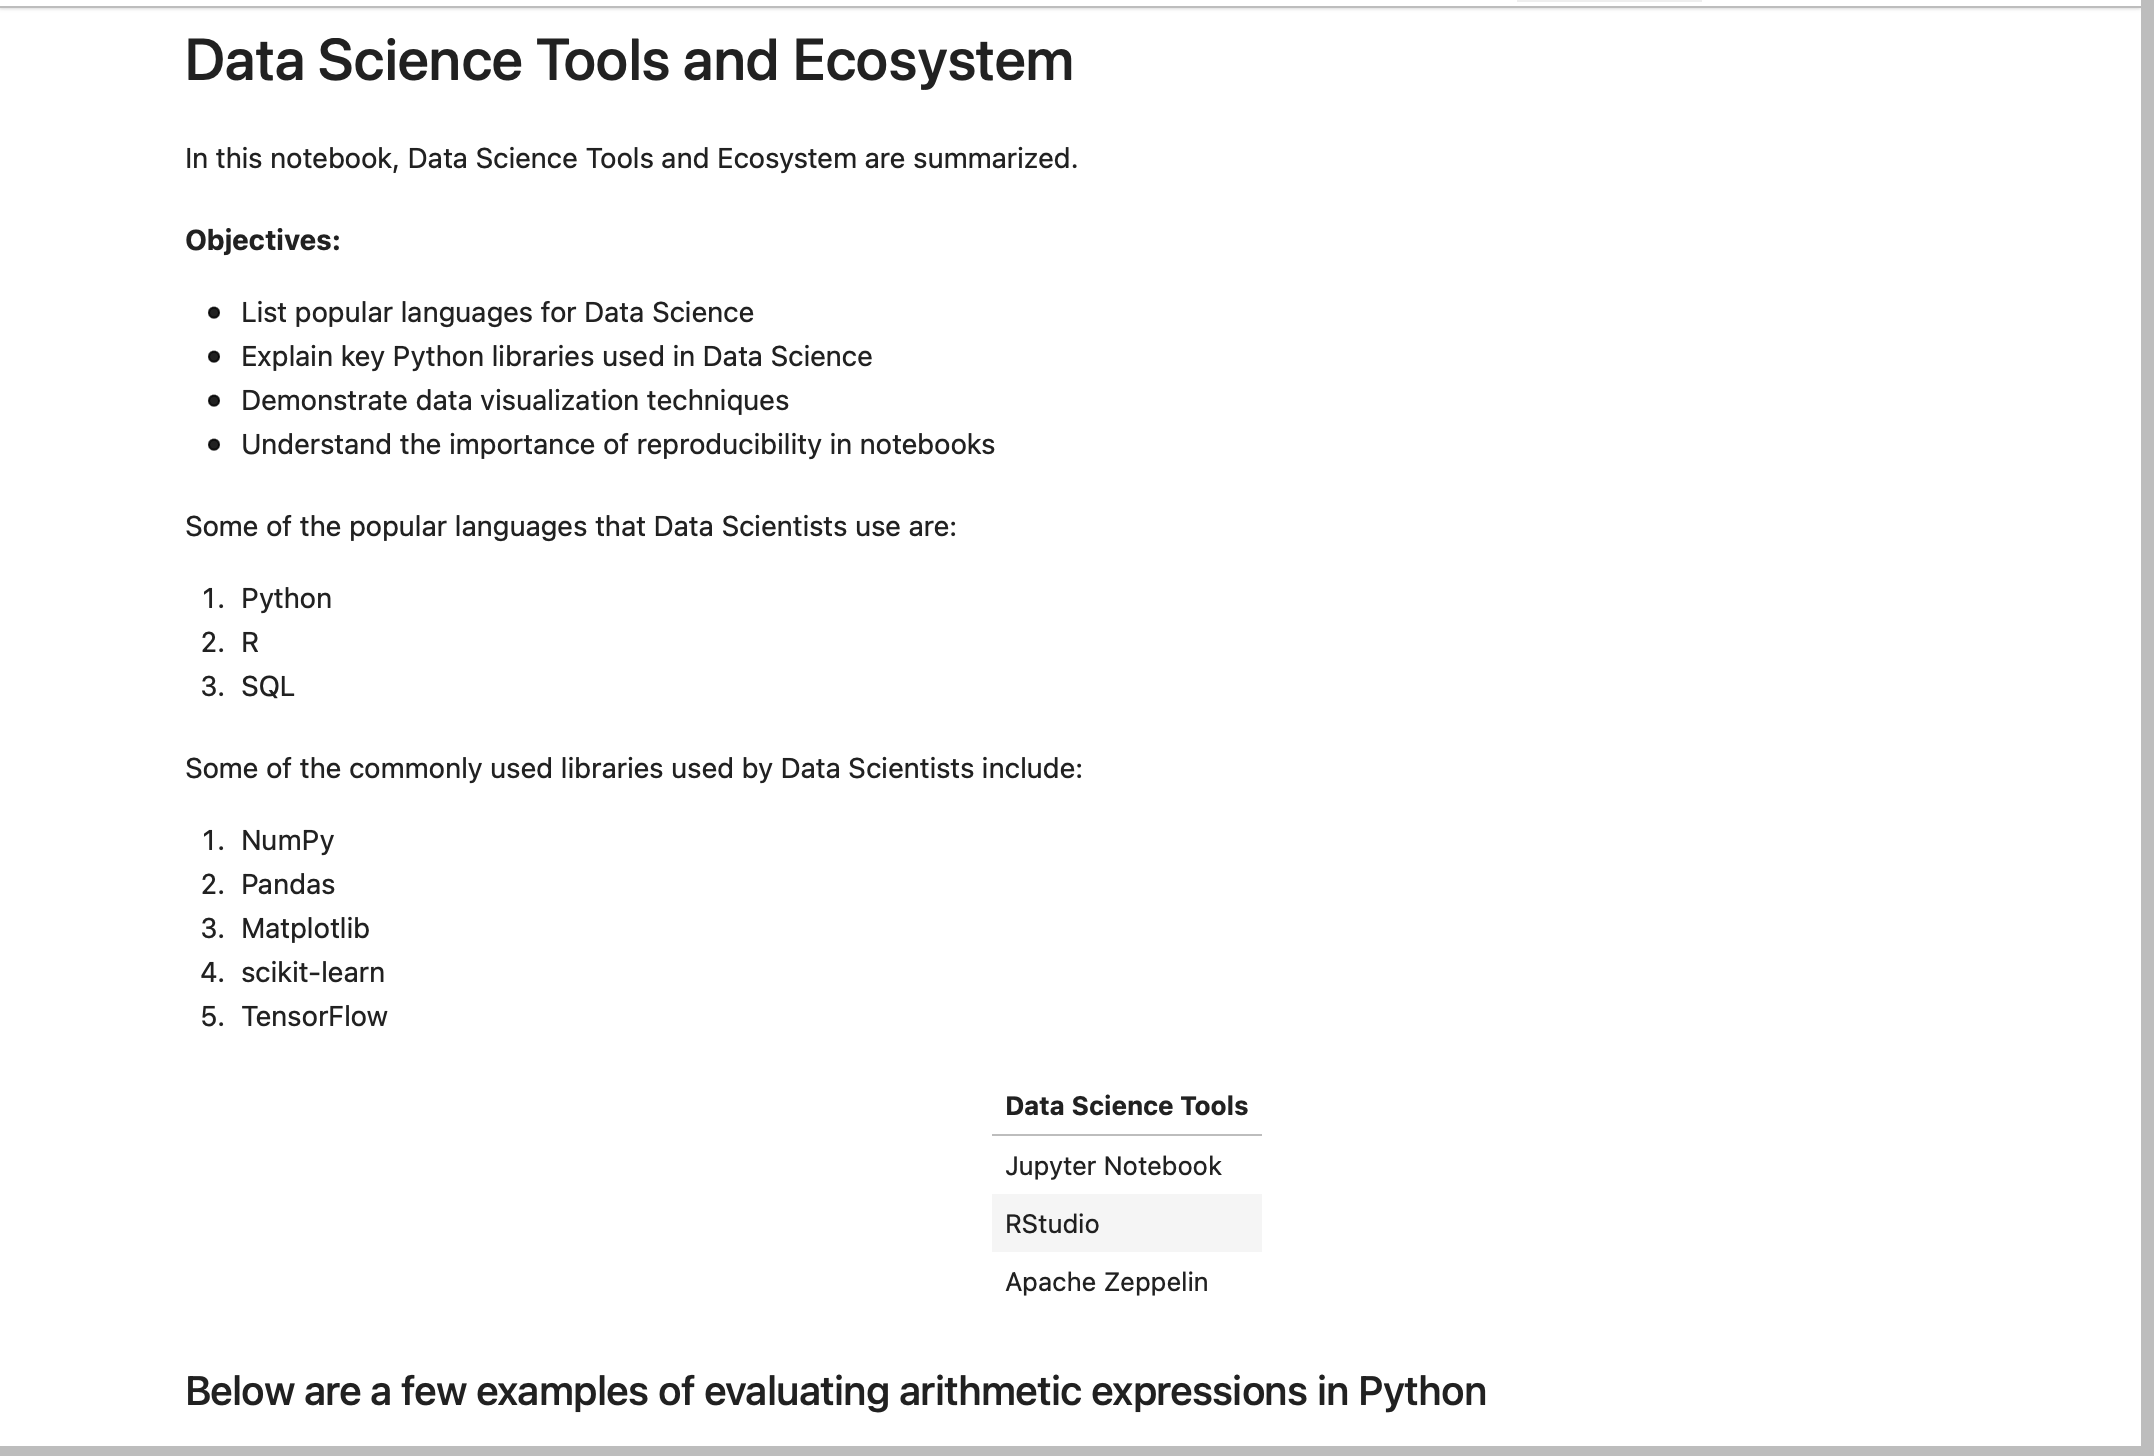 Data Science Tools and Ecosystem
In this notebook, Data Science Tools and Ecosystem are summarized.
Objectives:
• List popular languages for Data Science
• Explain key Python libraries used in Data Science
• Demonstrate data visualization techniques
• Understand the importance of reproducibility in notebooks
Some of the popular languages that Data Scientists use are:
1. Python
2. R
3. SQL
Some of the commonly used libraries used by Data Scientists include:
1. NumPy
2. Pandas
3. Matplotlib
4. scikit-learn
5. TensorFlow
Data Science Tools
Jupyter Notebook
RStudio
Apache Zeppelin
Below are a few examples of evaluating arithmetic expressions in Python